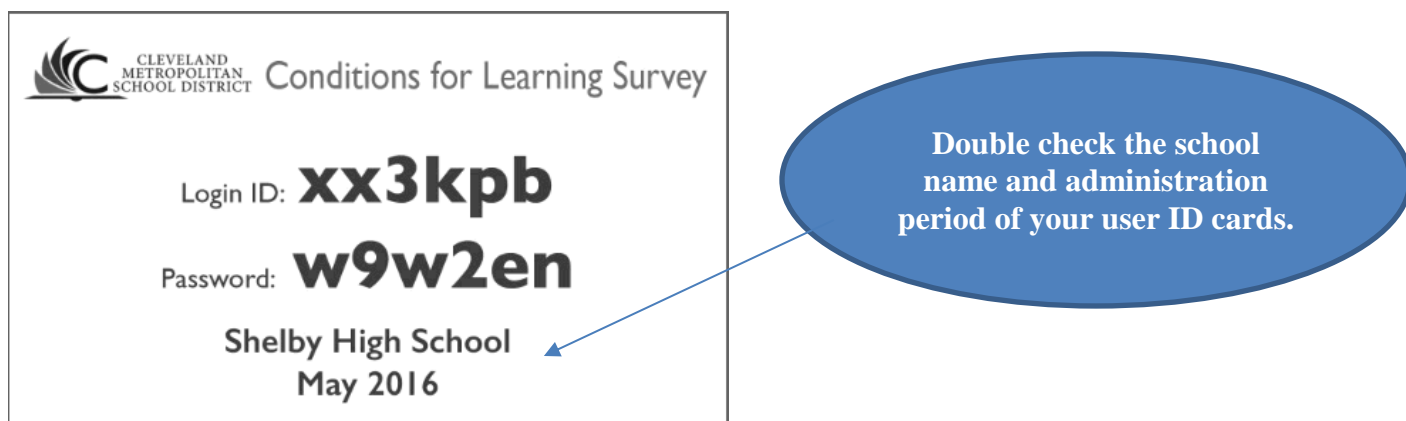 CLEVELAND
METROPOLITAN
SCHOOL DISTRICT
Conditions for Learning Survey
Login ID: xx3kpb
Password: w9w2en
Shelby High School
May 2016
Double check the school
name and administration
period of your user ID cards.